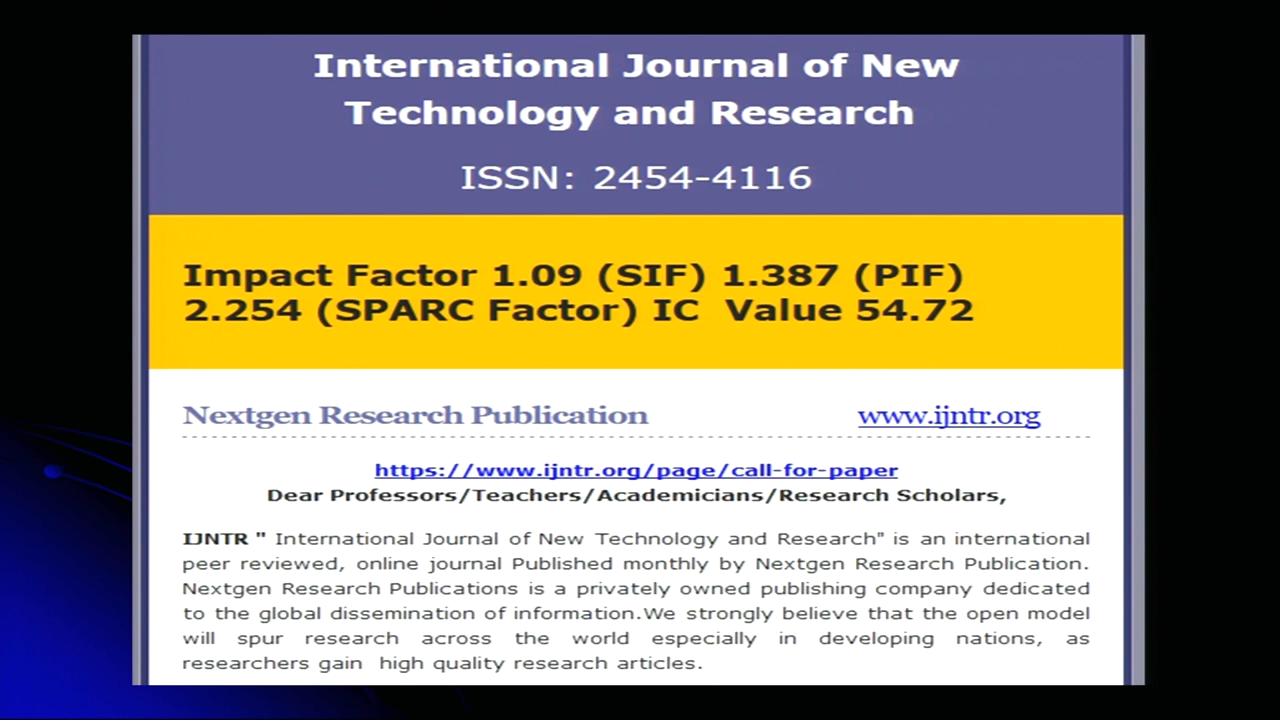 International Journal of New
Technology and Research
ISSN: 2454-4116
Impact Factor 1.09 (SIF) 1.387 (PIF)
2.254 (SPARC Factor) IC Value 54.72
Nextgen Research Publication www.ijntr.org
https://www.ijntr.org/page/call-for-paper
Dear Professors/Teachers/Academicians/Research Scholars,
IJNTR " International Journal of New Technology and Research" is an international
peer reviewed, online journal Published monthly by Nextgen Research Publication.
Nextgen Research Publications is a privately owned publishing company dedicated
to the global dissemination of information.We strongly believe that the open model
will spur research across the world especially in developing nations, as
researchers gain high quality research articles.